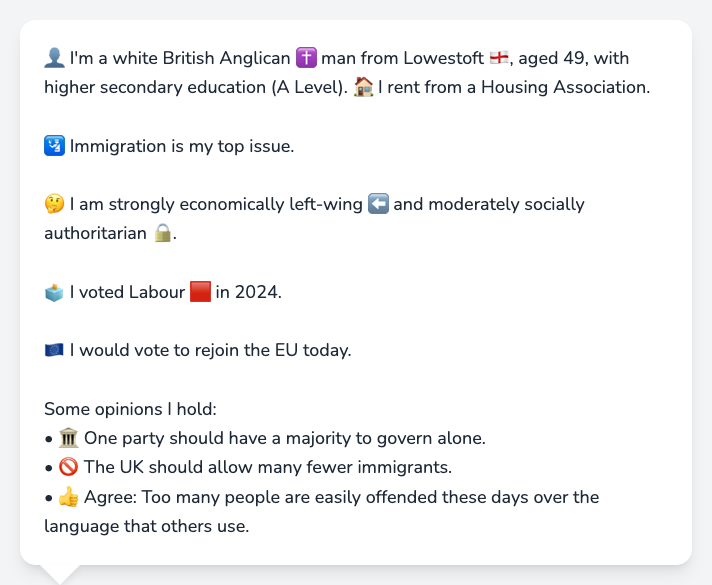 👤 I'm a white British Anglican ✝️ man from Lowestoft 🏴󠁧󠁢󠁥󠁮󠁧󠁿, aged 49, with
higher secondary education (A Level). 🏠 I rent from a Housing Association.
🛂 Immigration is my top issue.
🤔 I am strongly economically left-wing ⬅️ and moderately socially
authoritarian 🔒.
🗳️ I voted Labour 🟥 in 2024.
🇪🇺 I would vote to rejoin the EU today.
Some opinions I hold:
• 🏛️ One party should have a majority to govern alone.
• 🚫 The UK should allow many fewer immigrants.
• 👍 Agree: Too many people are easily offended these days over the
language that others use.